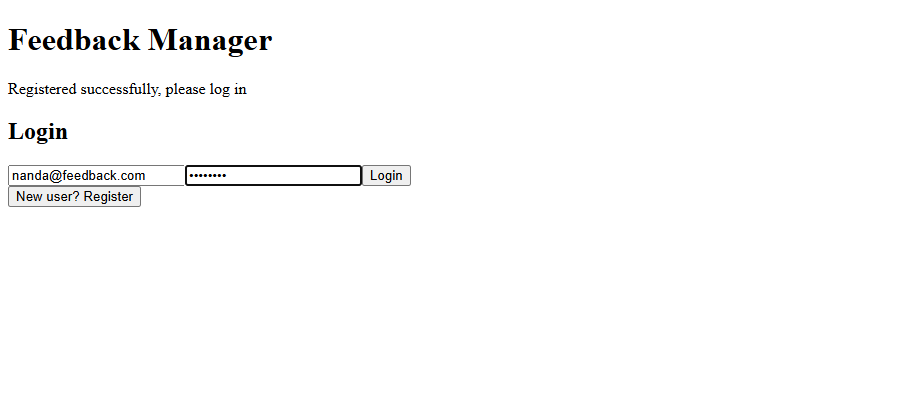 Feedback Manager
Registered successfully, please log in
Login
nanda@feedback.com •••••••• Login
New user? Register